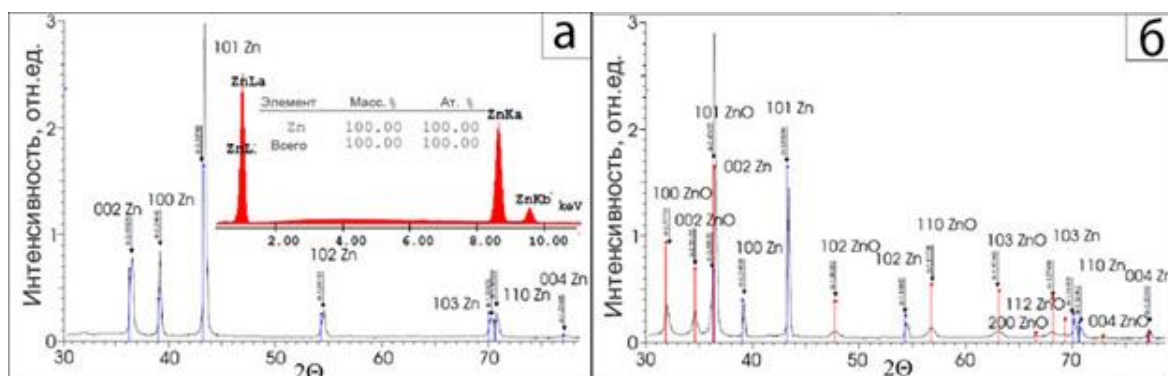 а
Интенсивность, отн.ед.
3
2
1
0
101 Zn
002 Zn
100 Zn
102 Zn
103 Zn
110 Zn
004 Zn
30 40 50 60 70
2Θ
ZnLa
ZnL
Элемент Масс. % Ат. %
Zn 100.00 100.00
Всего 100.00 100.00
ZnKa
ZnKb
keV
2.00 4.00 6.00 8.00 10.00
б
Интенсивность, отн.ед.
3
2
1
0
101 ZnO
101 Zn
002 Zn
100 ZnO
002 ZnO
100 Zn
102 ZnO
102 Zn
110 ZnO
103 ZnO
103 Zn
110 Zn
004 Zn
112 ZnO
200 ZnO
004 ZnO
30 40 50 60 70
2Θ